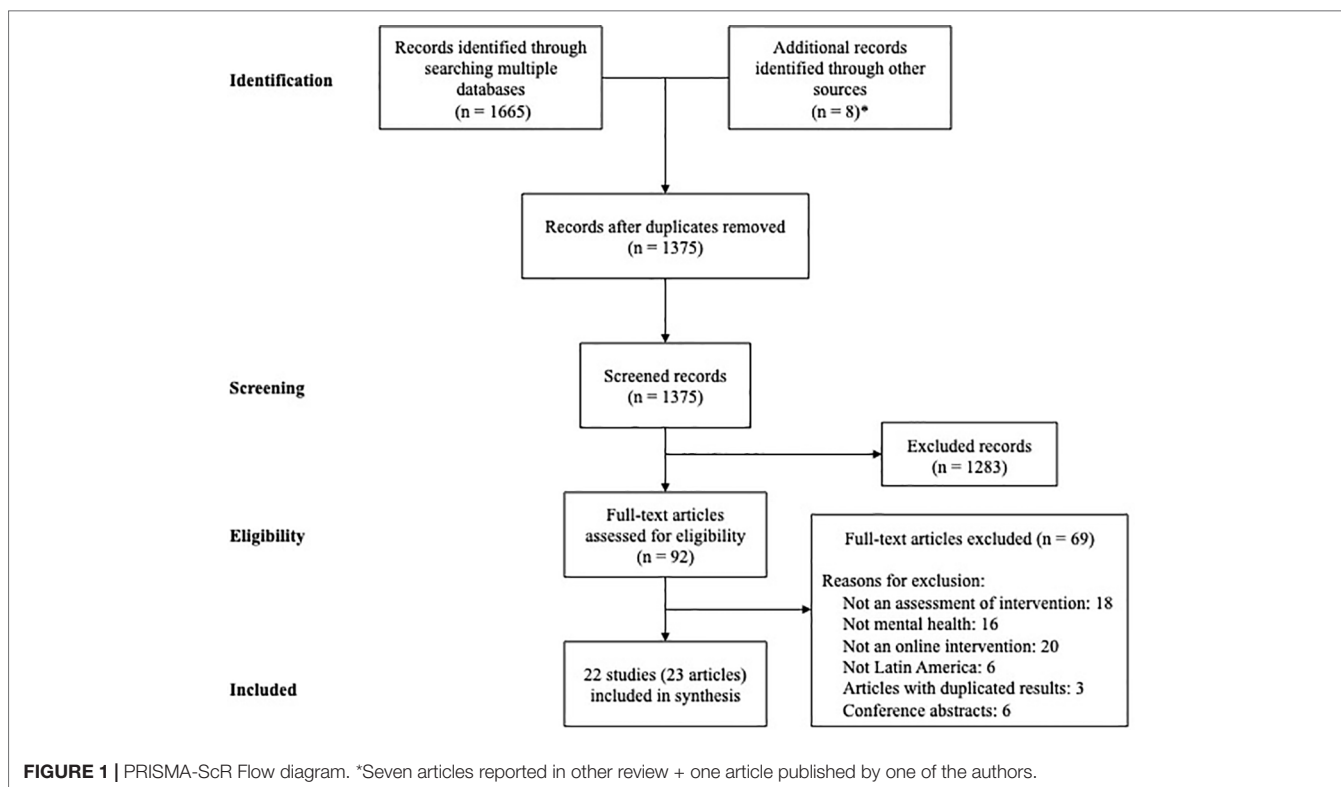 Identification
Records identified through
searching multiple
databases
(n = 1665)
Additional records
identified through other
sources
(n = 8)*
Records after duplicates removed
(n = 1375)
Screening
Screened records
(n = 1375)
Excluded records
(n = 1283)
Eligibility
Full-text articles
assessed for eligibility
(n = 92)
Full-text articles excluded (n = 69)
Reasons for exclusion:
Not an assessment of intervention: 18
Not mental health: 16
Not an online intervention: 20
Not Latin America: 6
Articles with duplicated results: 3
Conference abstracts: 6
Included
22 studies (23 articles)
included in synthesis
FIGURE 1 | PRISMA-ScR Flow diagram. *Seven articles reported in other review + one article published by one of the authors.